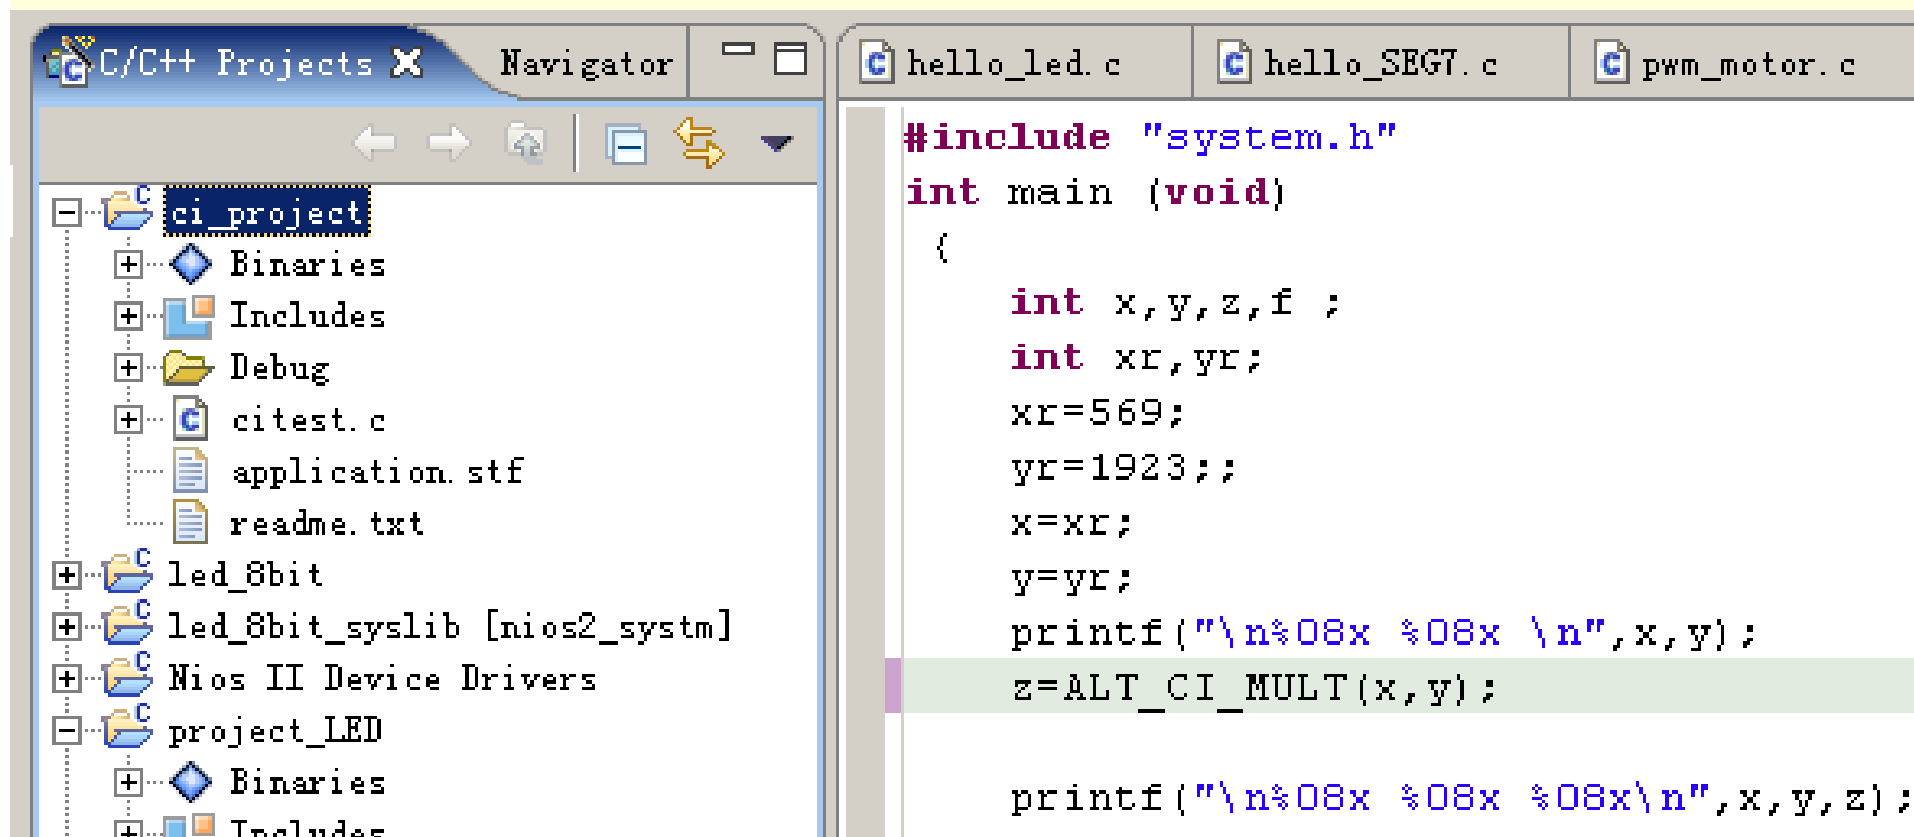 C/C++ Projects
Navigator
ci_project
Binaries
Includes
Debug
citest.c
application.stf
readme.txt
led_8bit
led_8bit_syslib [nios2_systm]
Nios II Device Drivers
project_LED
Binaries
Includes
hello_led.c
hello_SEG7.c
pwm_motor.c
#include "system.h"
int main (void)
{
int x,y,z,f ;
int xr,yr;
xr=569;
yr=1923;;
x=xr;
y=yr;
printf("\n%08x %08x \n",x,y);
z=ALT_CI_MULT(x,y);
printf("\n%08x %08x %08x\n",x,y,z);